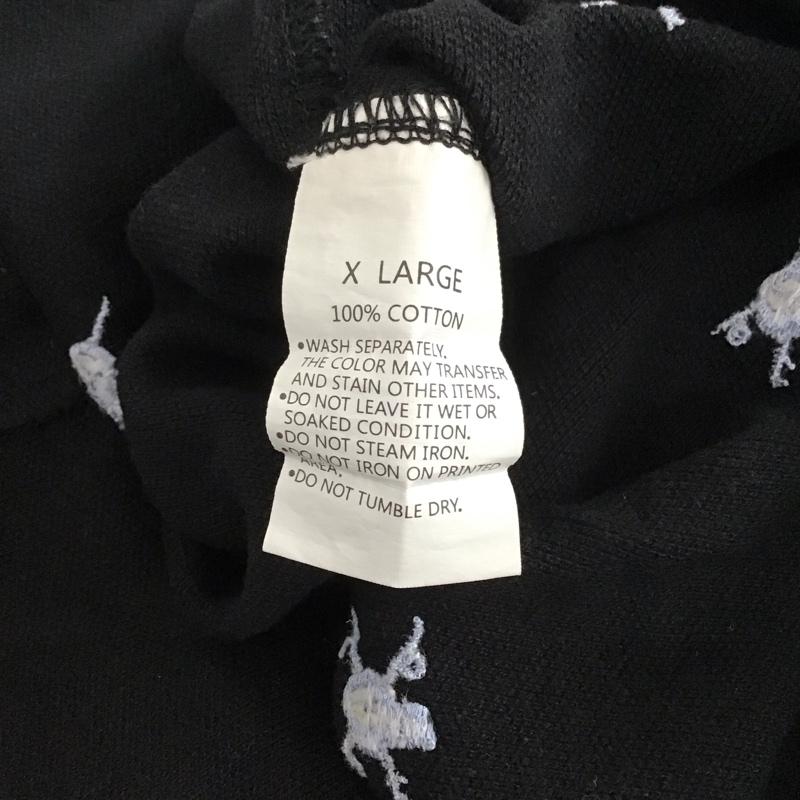 X LARGE
100% COTTON
•WASH SEPARATELY.
THE COLOR MAY TRANSFER
AND STAIN OTHER ITEMS.
•DO NOT LEAVE IT WET OR
SOAKED CONDITION.
•DO NOT STEAM IRON.
•DO NOT IRON ON PRINTED
AREA.
•DO NOT TUMBLE DRY.